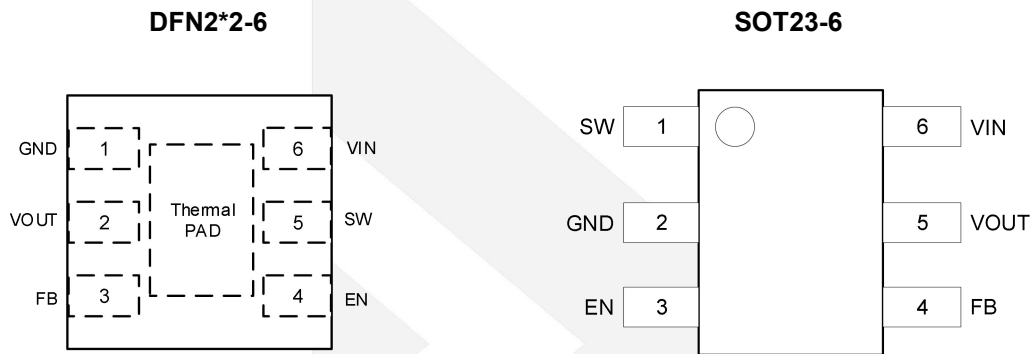 DFN2*2-6
GND 1 6 VIN
VOUT 2 Thermal PAD 5 SW
FB 3 4 EN
SOT23-6
SW 1 6 VIN
GND 2 5 VOUT
EN 3 4 FB